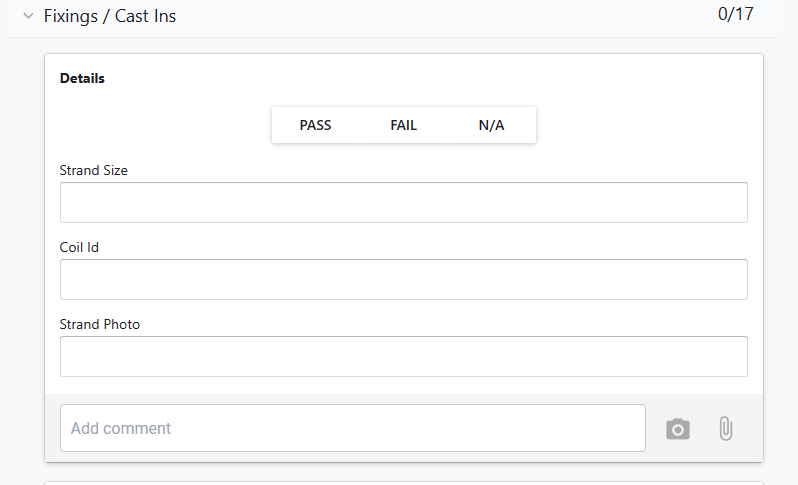 Fixings / Cast Ins 0/17
Details
PASS FAIL N/A
Strand Size
Coil Id
Strand Photo
Add comment